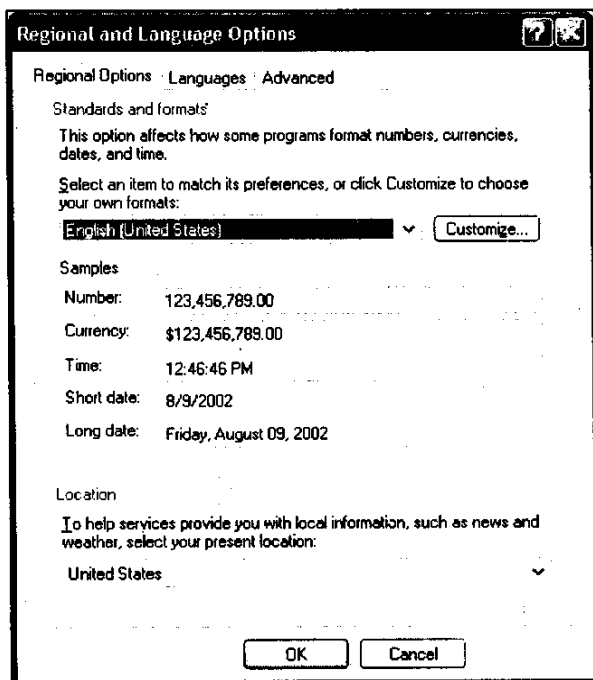 Regional and Language Options
Regional Options Languages Advanced
Standards and formats
This option affects how some programs format numbers, currencies,
dates, and time.
Select an item to match its preferences, or click Customize to choose
your own formats:
English (United States) Customize...
Samples
Number: 123,456,789.00
Currency: $123,456,789.00
Time: 12:46:46 PM
Short date: 8/9/2002
Long date: Friday, August 09, 2002
Location
To help services provide you with local information, such as news and
weather, select your present location:
United States
OK Cancel